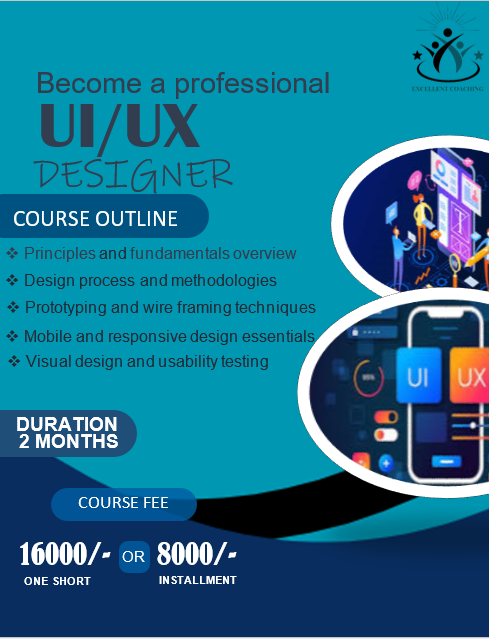 EXCELLENT COACHING
Become a professional
UI/UX
DESIGNER
COURSE OUTLINE
❖ Principles and fundamentals overview
❖ Design process and methodologies
❖ Prototyping and wire framing techniques
❖ Mobile and responsive design essentials
❖ Visual design and usability testing
UI UX
DURATION
2 MONTHS
COURSE FEE
16000/- OR 8000/-
ONE SHORT INSTALLMENT